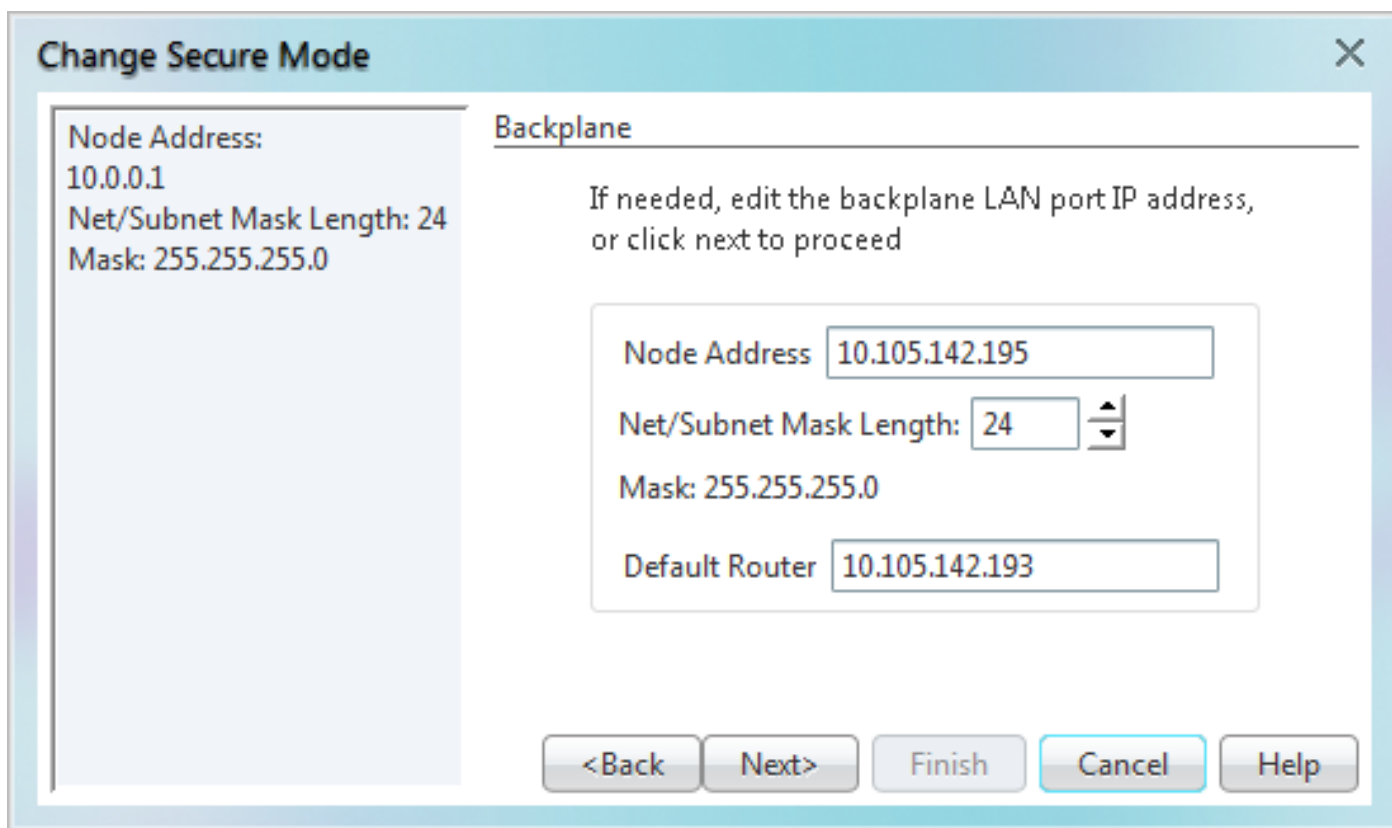 Change Secure Mode
Node Address:
10.0.0.1
Net/Subnet Mask Length: 24
Mask: 255.255.255.0
Backplane
If needed, edit the backplane LAN port IP address,
or click next to proceed
Node Address 10.105.142.195
Net/Subnet Mask Length: 24
Mask: 255.255.255.0
Default Router 10.105.142.193
<Back Next> Finish Cancel Help